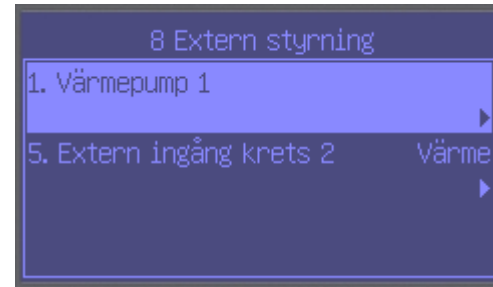 8 Extern styrning
1. Värmepump 1
5. Extern ingång krets 2 Värme